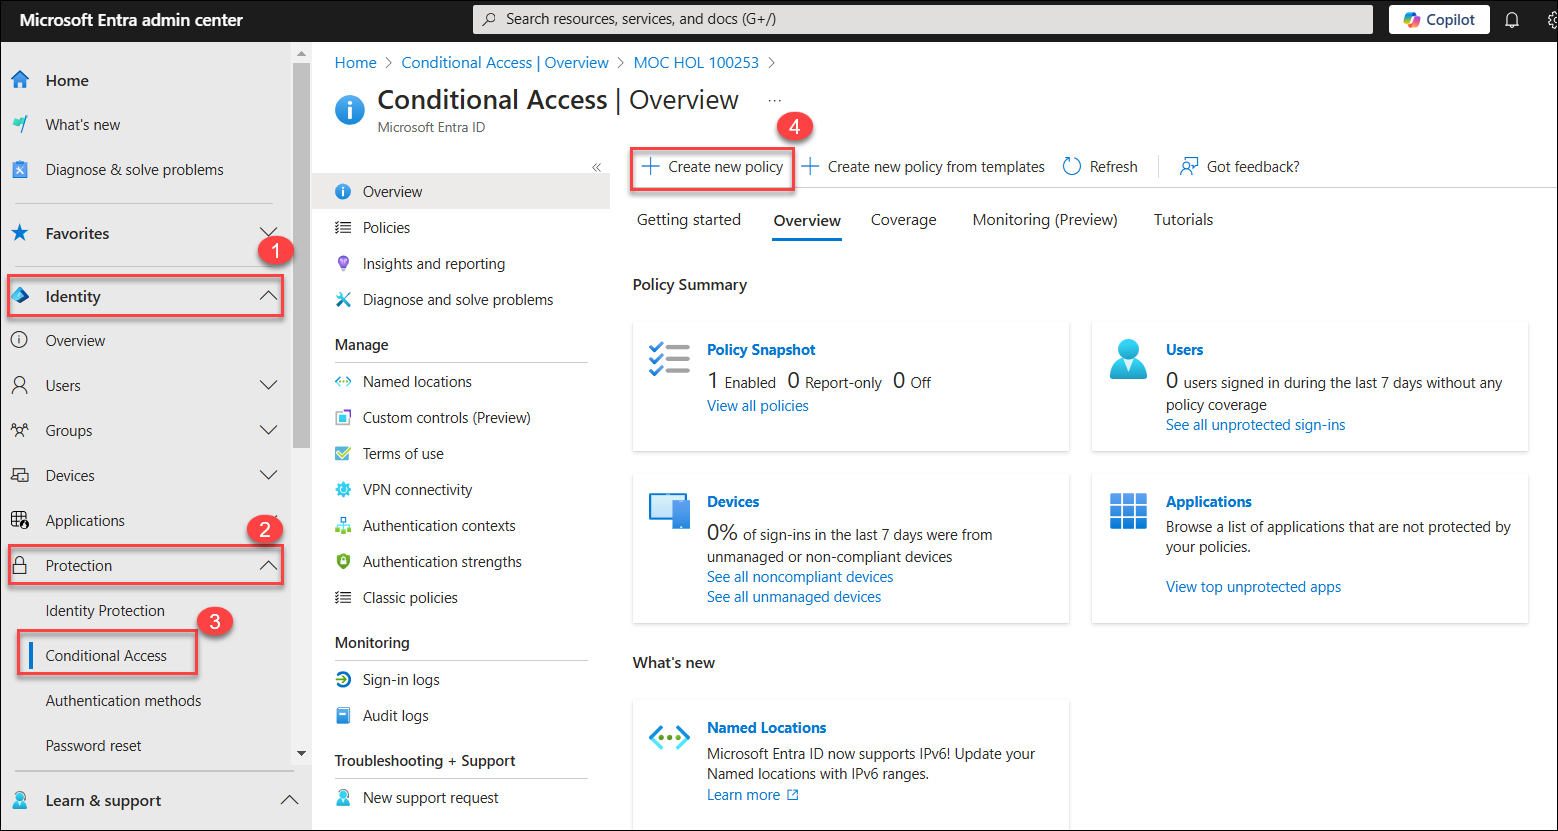 Microsoft Entra admin center
Search resources, services, and docs (G+/)
Copilot
Home
What's new
Diagnose & solve problems
Favorites
1
Identity
Overview
Users
Groups
Devices
Applications
2
Protection
Identity Protection
3
Conditional Access
Authentication methods
Password reset
Learn & support
Home > Conditional Access | Overview > MOC HOL 100253 >
Conditional Access | Overview ...
Microsoft Entra ID
4
«
Overview
Policies
Insights and reporting
Diagnose and solve problems
Manage
Named locations
Custom controls (Preview)
Terms of use
VPN connectivity
Authentication contexts
Authentication strengths
Classic policies
Monitoring
Sign-in logs
Audit logs
Troubleshooting + Support
New support request
+ Create new policy + Create new policy from templates Refresh Got feedback?
Getting started Overview Coverage Monitoring (Preview) Tutorials
Policy Summary
Policy Snapshot
1 Enabled 0 Report-only 0 Off
View all policies
Users
0 users signed in during the last 7 days without any
policy coverage
See all unprotected sign-ins
Devices
0% of sign-ins in the last 7 days were from
unmanaged or non-compliant devices
See all noncompliant devices
See all unmanaged devices
Applications
Browse a list of applications that are not protected by
your policies.
View top unprotected apps
What's new
Named Locations
Microsoft Entra ID now supports IPv6! Update your
Named locations with IPv6 ranges.
Learn more